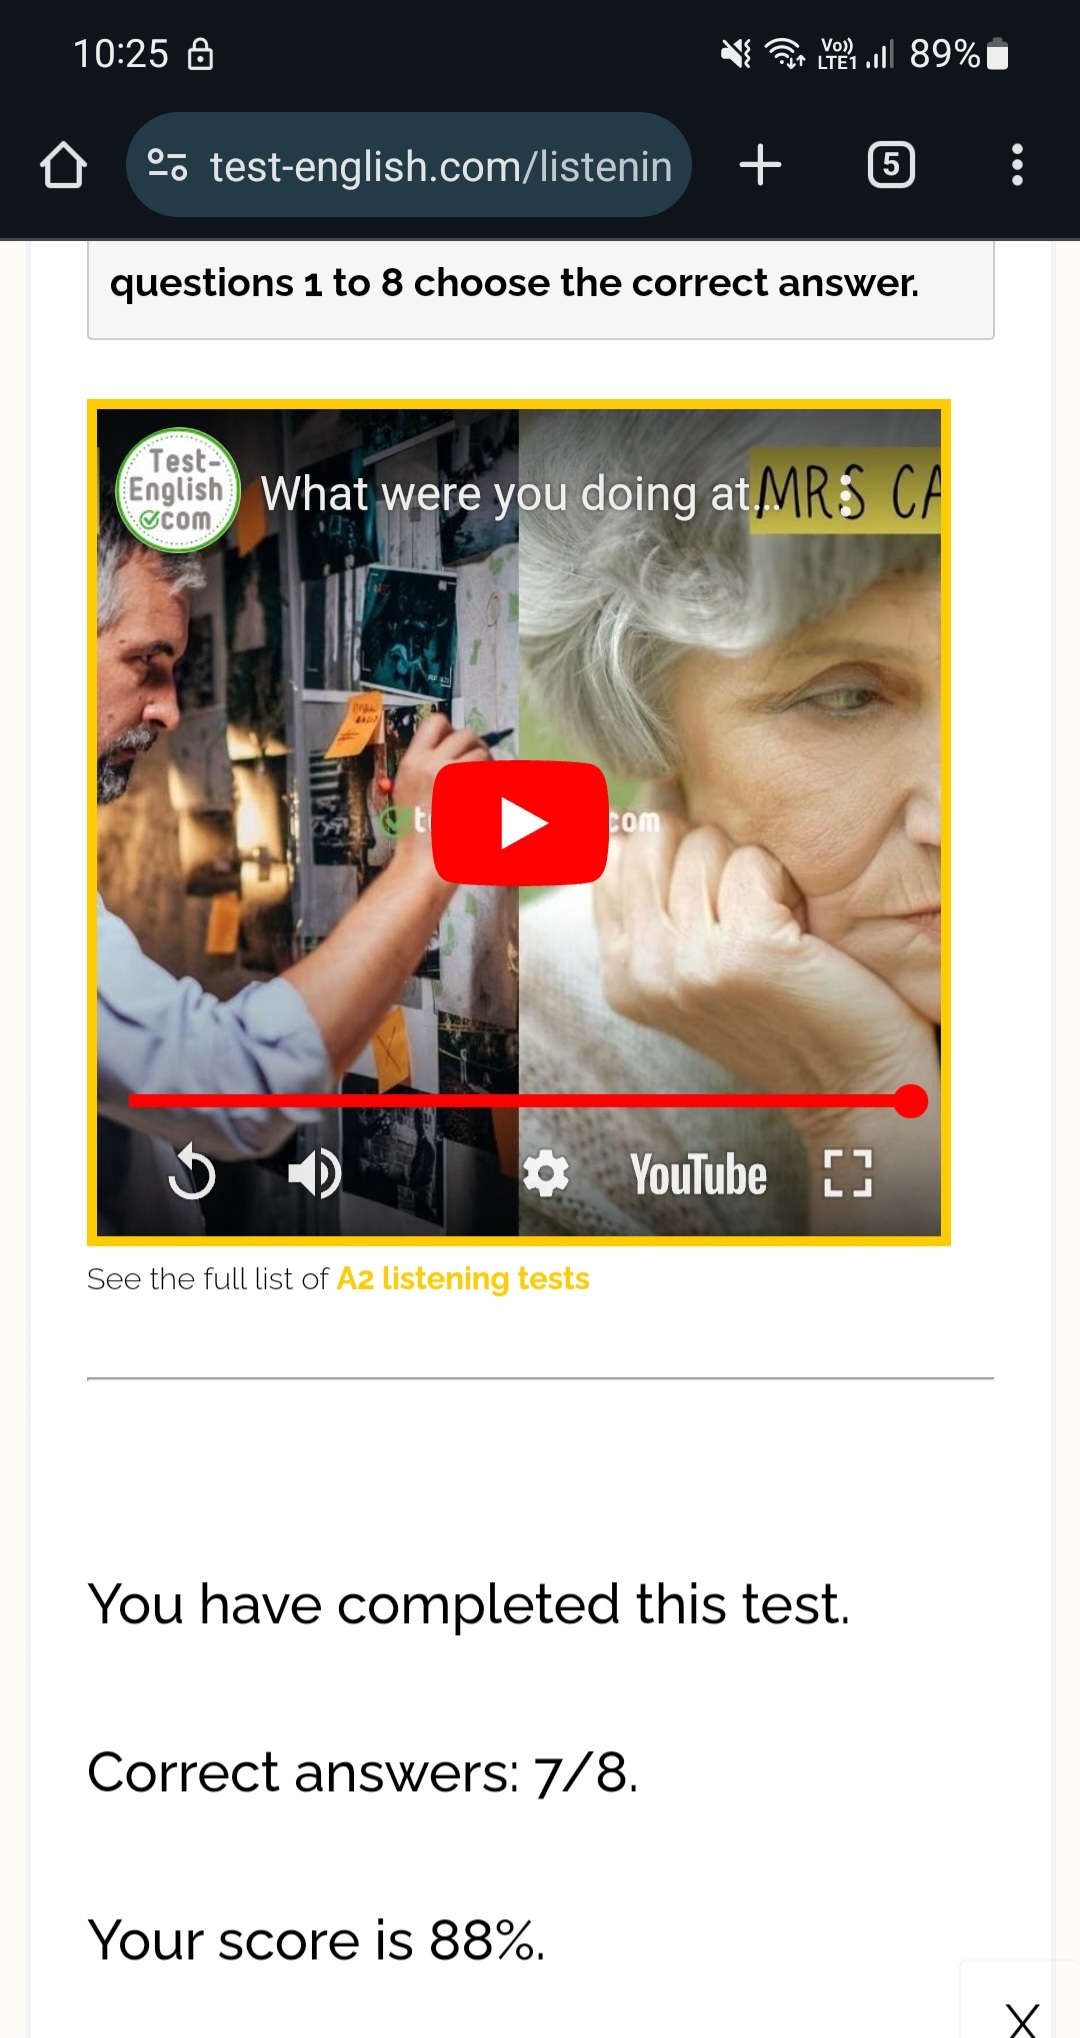 10:25
Vo)) LTE1 89%
test-english.com/listenin
5
questions 1 to 8 choose the correct answer.
Test-
English
com
What were you doing at...
MRS CA
com
YouTube
See the full list of A2 listening tests
You have completed this test.
Correct answers: 7/8.
Your score is 88%.
X